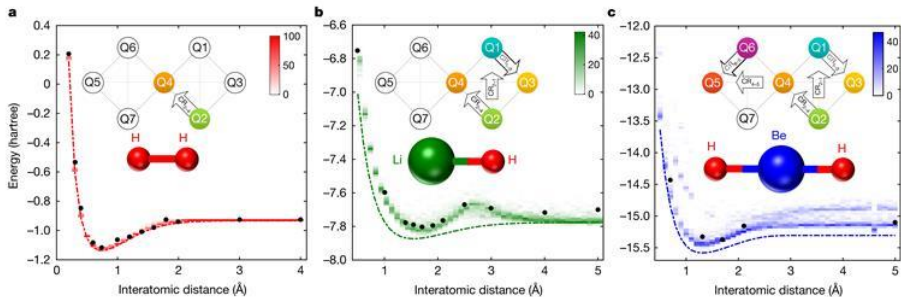 a
0.4
0.2
0
−0.2
−0.4
−0.6
−0.8
−1.0
−1.2
Energy (hartree)
0 1 2 3 4
Interatomic distance (Å)
100
50
0
Q6 Q1
Q5 Q4 Q3
Q7 Q2
H H
b
−6.6
−6.8
−7.0
−7.2
−7.4
−7.6
−7.8
−8.0
1 2 3 4 5
Interatomic distance (Å)
40
20
0
Q6 Q1
Q5 Q4 Q3
Q7 Q2
Li H
c
−12.0
−12.5
−13.0
−13.5
−14.0
−14.5
−15.0
−15.5
1 2 3 4 5
Interatomic distance (Å)
40
20
0
Q6 Q1
Q5 Q4 Q3
Q7 Q2
H Be H